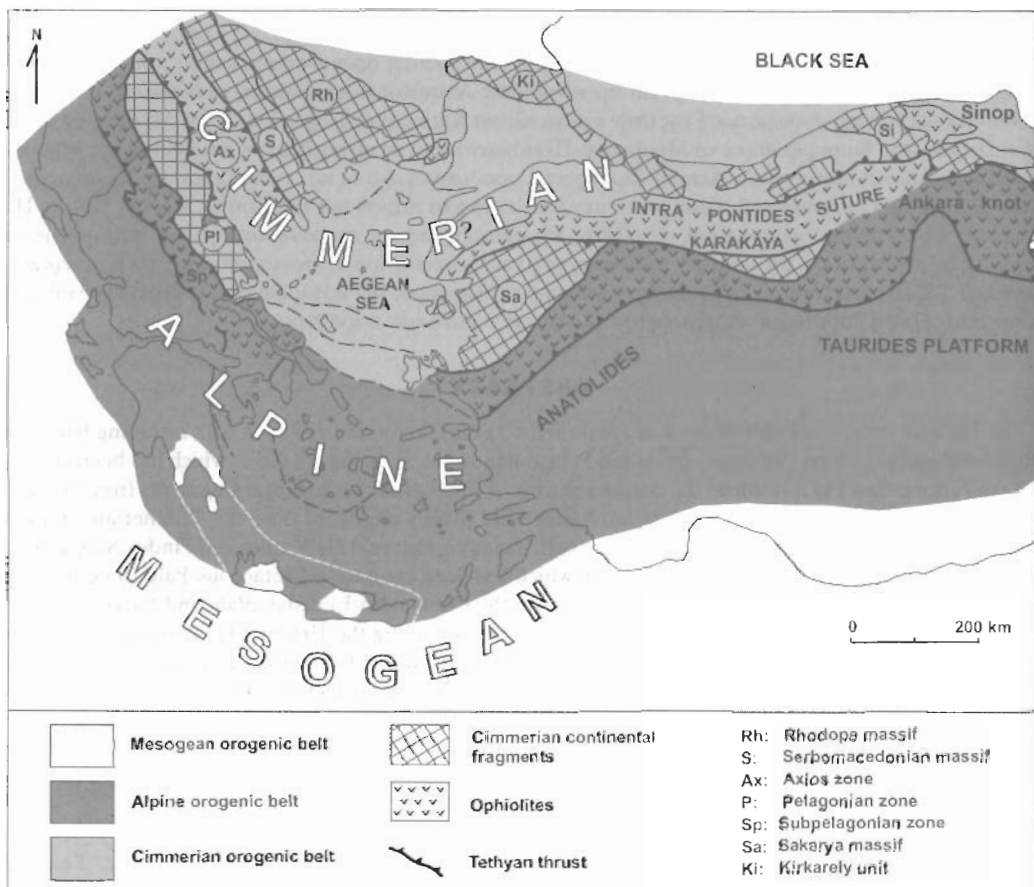 N
BLACK SEA
Rh
Ki
Sinop
Si
Ax
S
CIMMERIAN
?
INTRA PONTIDES SUTURE
Ankara knot
KARAKAYA
Pl
Sp
AEGEAN
SEA
Sa
TAURIDES PLATFORM
ANATOLIDES
ALPINE
MESOGEAN
0 200 km
Mesogean orogenic belt
Alpine orogenic belt
Cimmerian orogenic belt
Cimmerian continental
fragments
Ophiolites
Tethyan thrust
Rh: Rhodope massif
S: Serbomacedonian massif
Ax: Axios zone
P: Pelagonian zone
Sp: Subpelagonian zone
Sa: Sakarya massif
Ki: Kirkarely unit